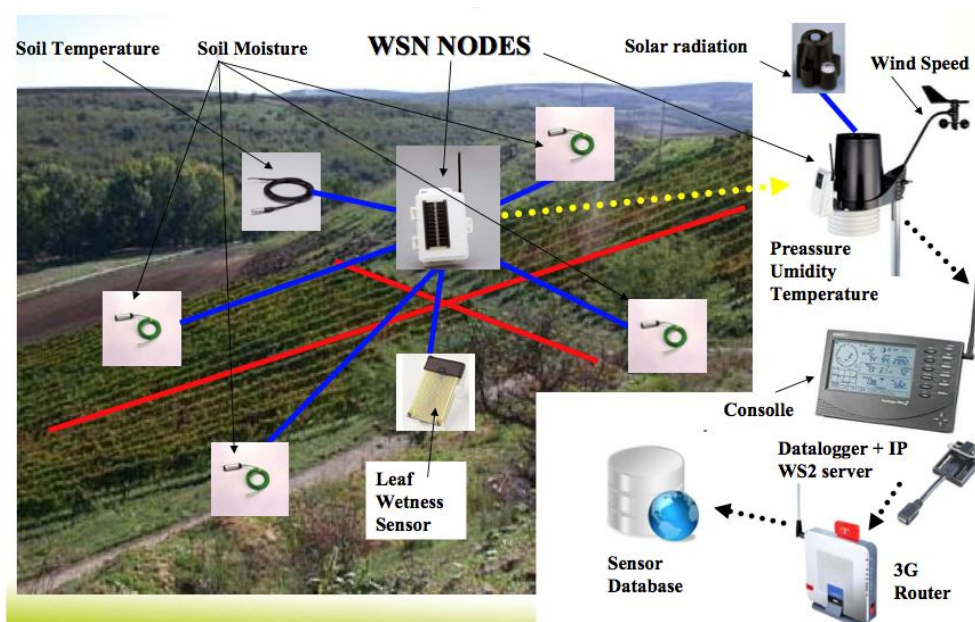 Soil Temperature
Soil Moisture
WSN NODES
Solar radiation
Wind Speed
Preassure
Umidity
Temperature
Consolle
Leaf
Wetness
Sensor
Datalogger + IP
WS2 server
Sensor
Database
3G
Router